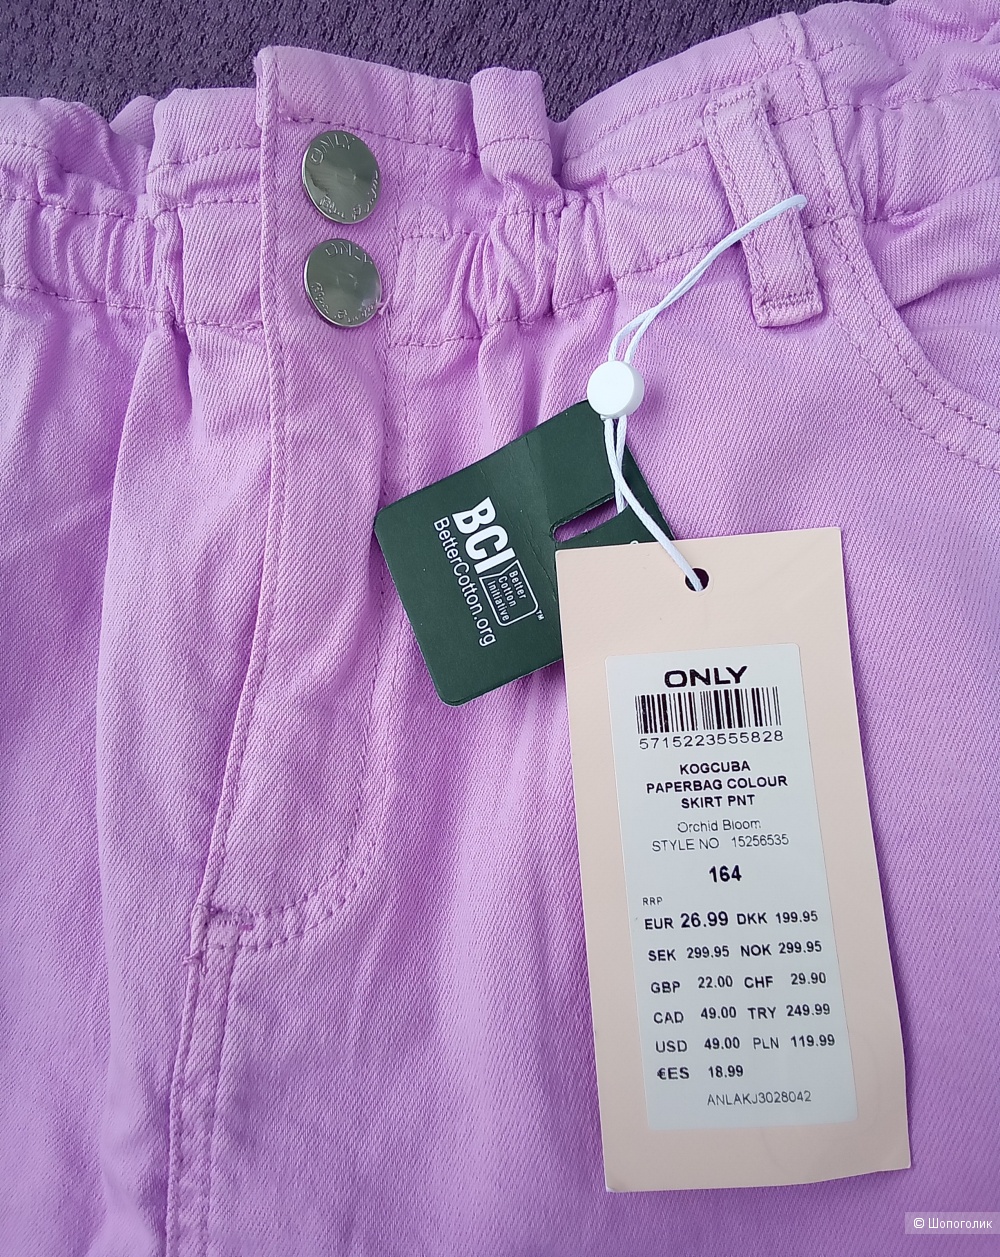 ONLY
ONLY
BCI
Better
Cotton
Initiative
™
BetterCotton.org
ONLY
5715223555828
KOGCUBA
PAPERBAG COLOUR
SKIRT PNT
Orchid Bloom
STYLE NO 15256535
164
RRP
EUR 26.99 DKK 199.95
SEK 299.95 NOK 299.95
GBP 22.00 CHF 29.90
CAD 49.00 TRY 249.99
USD 49.00 PLN 119.99
€ES 18.99
ANLAKJ3028042
© Шопоголик